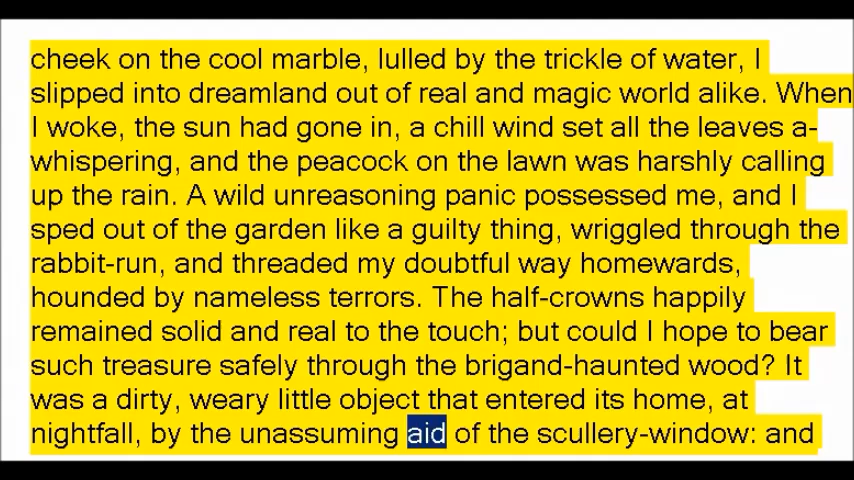 cheek on the cool marble, lulled by the trickle of water, I
slipped into dreamland out of real and magic world alike. When
I woke, the sun had gone in, a chill wind set all the leaves a-
whispering, and the peacock on the lawn was harshly calling
up the rain. A wild unreasoning panic possessed me, and I
sped out of the garden like a guilty thing, wriggled through the
rabbit-run, and threaded my doubtful way homewards,
hounded by nameless terrors. The half-crowns happily
remained solid and real to the touch; but could I hope to bear
such treasure safely through the brigand-haunted wood? It
was a dirty, weary little object that entered its home, at
nightfall, by the unassuming aid of the scullery-window: and